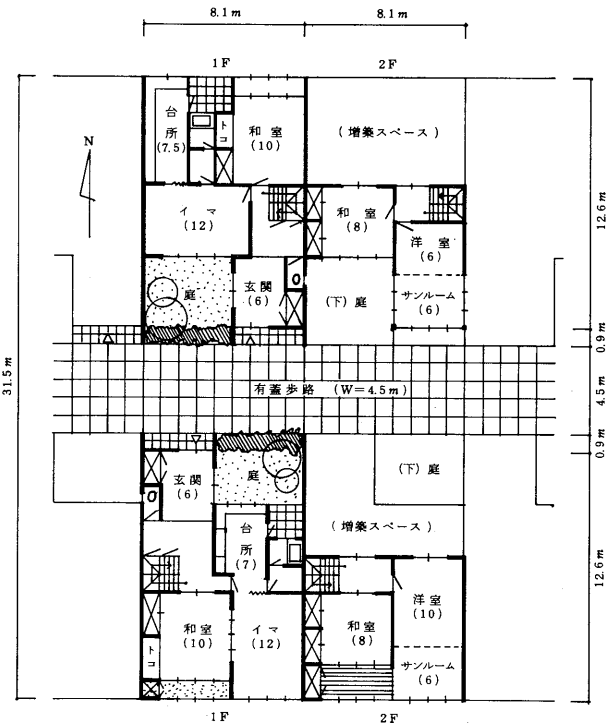 8.1m
8.1m
1F
2F
N
台所
(7.5)
トコ
和室
(10)
(増築スペース)
イマ
(12)
和室
(8)
洋室
(6)
庭
玄関
(6)
(下)庭
サンルーム
(6)
有蓋歩路 (W=4.5m)
31.5m
12.6m
0.9m
4.5m
0.9m
12.6m
玄関
(6)
庭
(下)庭
台所
(7)
(増築スペース)
トコ
和室
(10)
イマ
(12)
和室
(8)
洋室
(10)
サンルーム
(6)
1F
2F